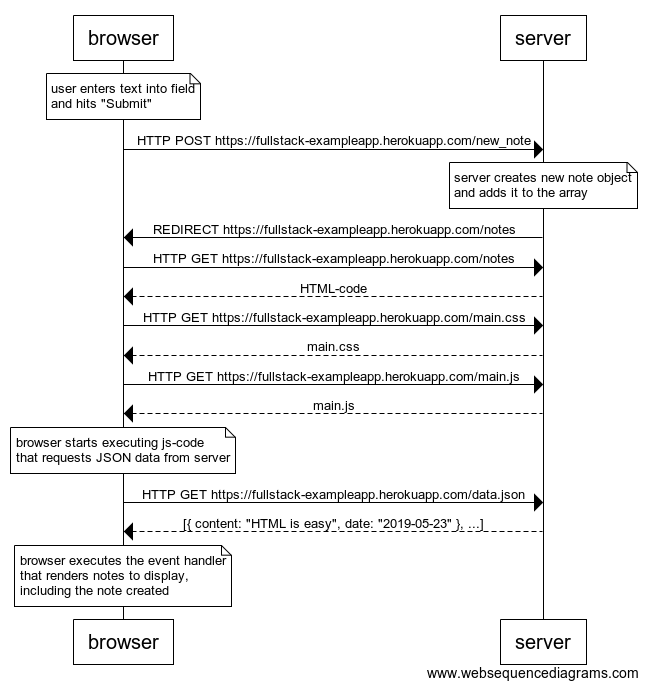 browser
server
user enters text into field
and hits "Submit"
HTTP POST https://fullstack-exampleapp.herokuapp.com/new_note
server creates new note object
and adds it to the array
REDIRECT https://fullstack-exampleapp.herokuapp.com/notes
HTTP GET https://fullstack-exampleapp.herokuapp.com/notes
HTML-code
HTTP GET https://fullstack-exampleapp.herokuapp.com/main.css
main.css
HTTP GET https://fullstack-exampleapp.herokuapp.com/main.js
main.js
browser starts executing js-code
that requests JSON data from server
HTTP GET https://fullstack-exampleapp.herokuapp.com/data.json
[{ content: "HTML is easy", date: "2019-05-23" }, ...]
browser executes the event handler
that renders notes to display,
including the note created
browser
server
www.websequencediagrams.com